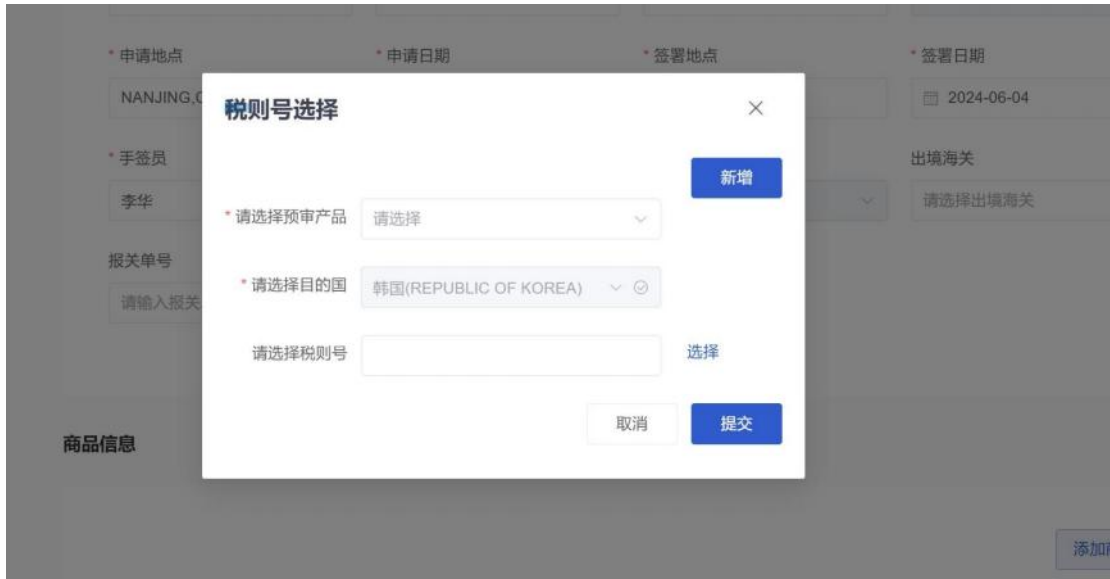 * 申请地点 * 申请日期 * 签署地点 * 签署日期
NANJING,C 2024-06-04
税则号选择
* 手签员 出境海关
新增
李华 请选择出境海关
* 请选择预审产品 请选择
报关单号
* 请选择目的国 韩国(REPUBLIC OF KOREA)
请输入报关
请选择税则号 选择
取消 提交
商品信息
添加